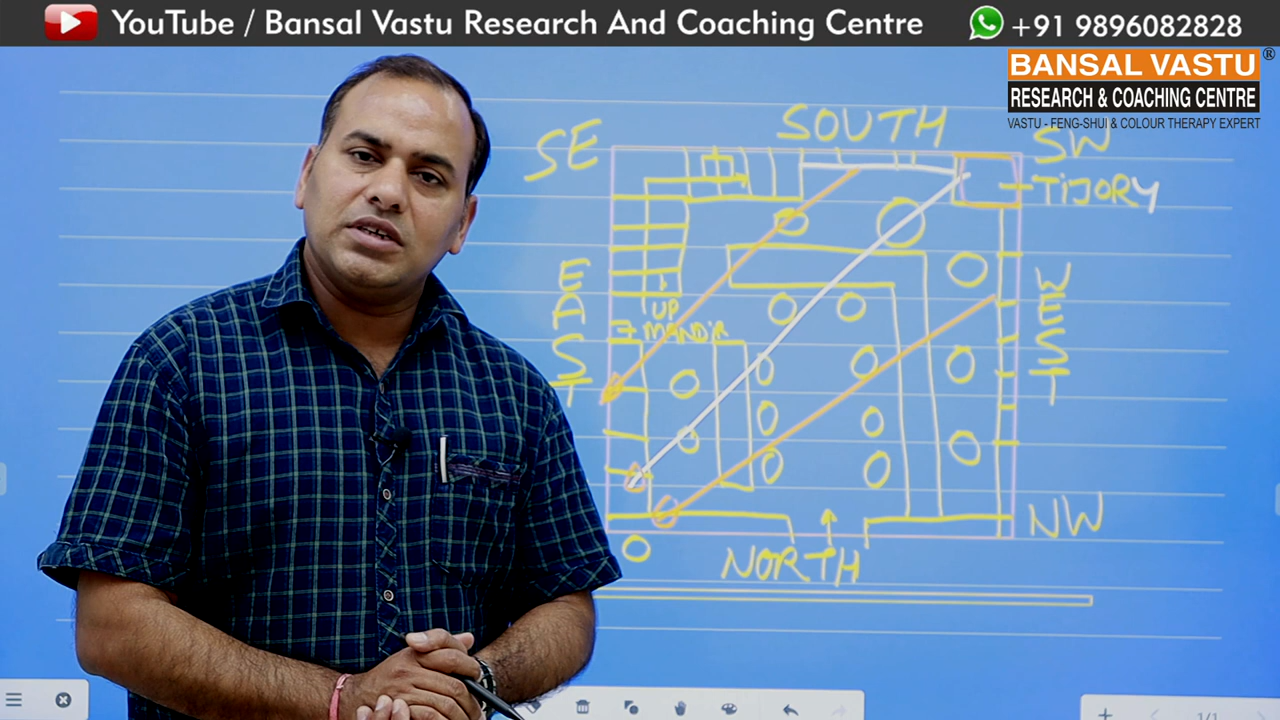 YouTube / Bansal Vastu Research And Coaching Centre
+91 9896082828
BANSAL VASTU®
RESEARCH & COACHING CENTRE
VASTU - FENG-SHUI & COLOUR THERAPY EXPERT
SOUTH
SE
SW
TIJORY
EAST
WEST
UP
MANDIR
NW
NORTH
1/1